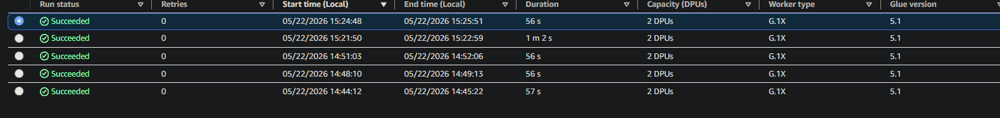 Run status Retries Start time (Local) End time (Local) Duration Capacity (DPUs) Worker type Glue version
Succeeded 0 05/22/2026 15:24:48 05/22/2026 15:25:51 56 s 2 DPUs G.1X 5.1
Succeeded 0 05/22/2026 15:21:50 05/22/2026 15:22:59 1 m 2 s 2 DPUs G.1X 5.1
Succeeded 0 05/22/2026 14:51:03 05/22/2026 14:52:06 56 s 2 DPUs G.1X 5.1
Succeeded 0 05/22/2026 14:48:10 05/22/2026 14:49:13 56 s 2 DPUs G.1X 5.1
Succeeded 0 05/22/2026 14:44:12 05/22/2026 14:45:22 57 s 2 DPUs G.1X 5.1